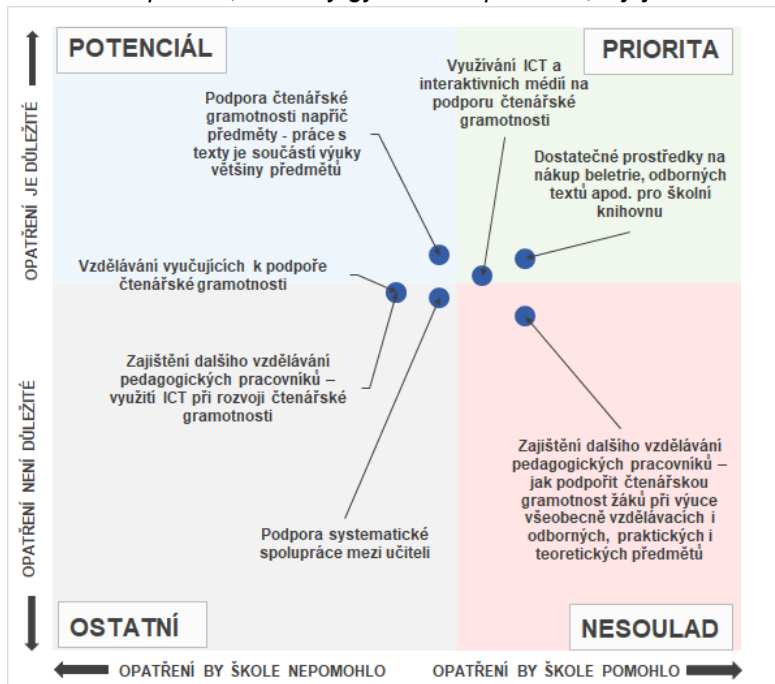 POTENCIÁL
PRIORITA
Využívání ICT a
interaktivních médií na
podporu čtenářské
gramotnosti
Podpora čtenářské
gramotnosti napříč
předměty - práce s
texty je součástí výuky
většiny předmětů
Dostatečné prostředky na
nákup beletrie, odborných
textů apod. pro školní
knihovnu
Vzdělávání vyučujících k podpoře
čtenářské gramotnosti
Zajištění dalšího vzdělávání
pedagogických pracovníků –
využití ICT při rozvoji čtenářské
gramotnosti
Zajištění dalšího vzdělávání
pedagogických pracovníků –
jak podpořit čtenářskou
gramotnost žáků při výuce
všeobecně vzdělávacích i
odborných, praktických i
teoretických předmětů
Podpora systematické
spolupráce mezi učiteli
OSTATNÍ
NESOULAD
OPATŘENÍ JE DŮLEŽITÉ
OPATŘENÍ NENÍ DŮLEŽITÉ
OPATŘENÍ BY ŠKOLE NEPOMOHLO
OPATŘENÍ BY ŠKOLE POMOHLO